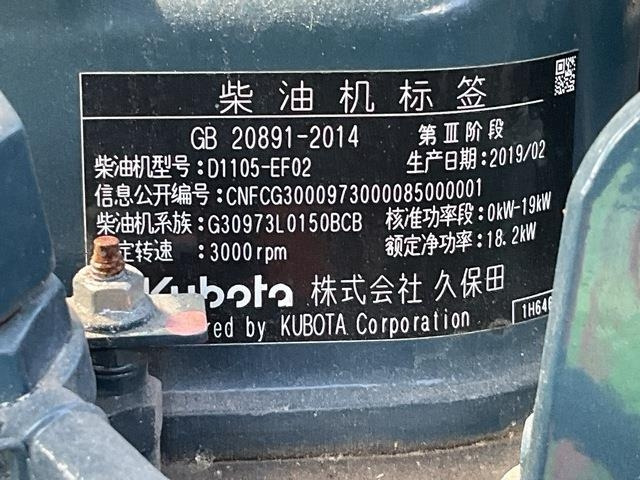 柴油机标签
GB 20891-2014 第Ⅲ阶段
柴油机型号：D1105-EF02 生产日期：2019/02
信息公开编号：CNFCG3000973000085000001
柴油机系族：G30973L0150BCB 核准功率段：0kW-19kW
定转速：3000rpm 额定净功率：18.2kW
Kubota 株式会社 久保田
red by KUBOTA Corporation 1H646